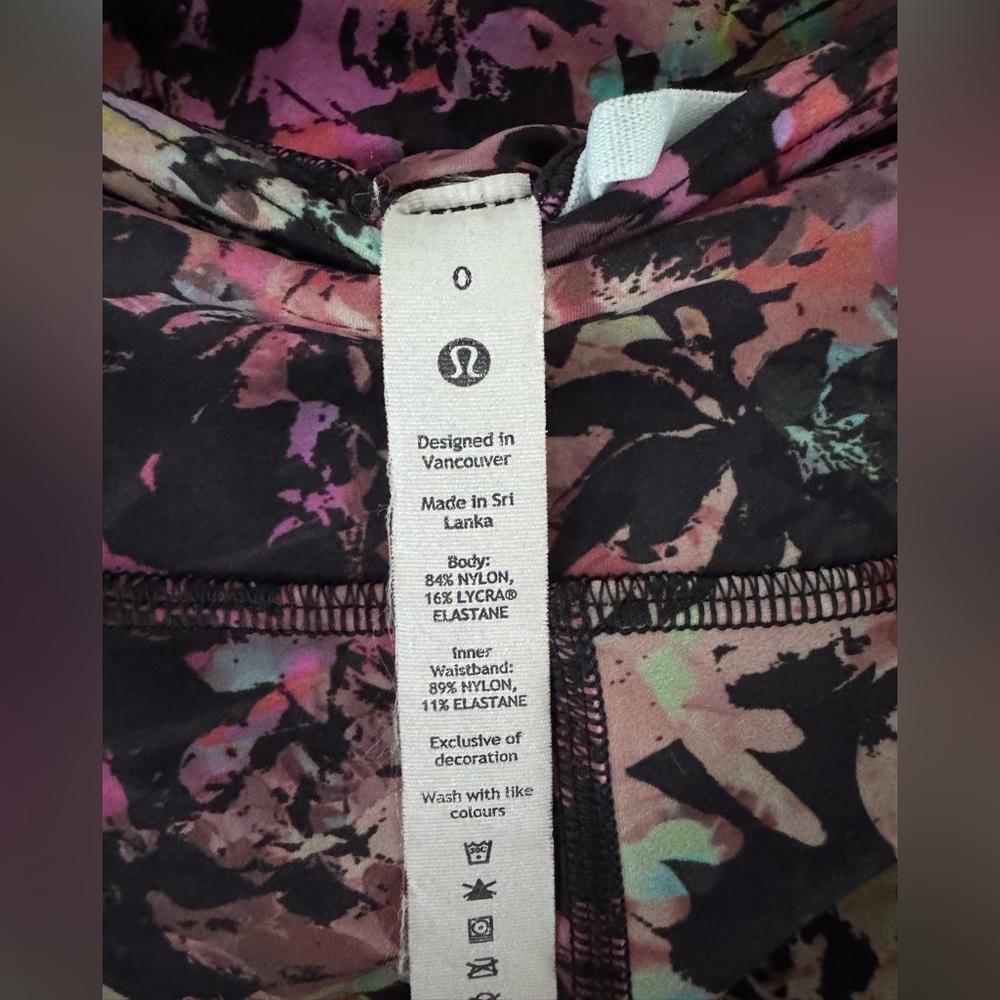 0
Designed in
Vancouver
Made in Sri
Lanka
Body:
84% NYLON,
16% LYCRA®
ELASTANE
Inner
Waistband:
89% NYLON,
11% ELASTANE
Exclusive of
decoration
Wash with like
colours
30C